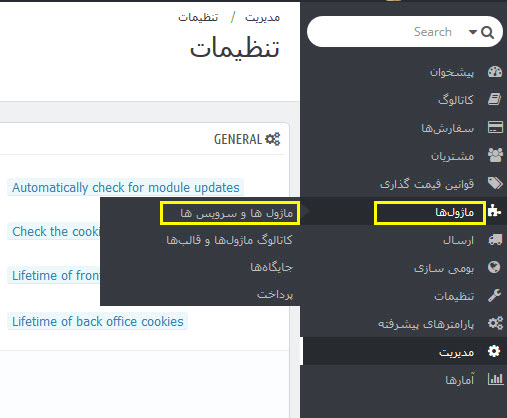 مدیریت / تنظیمات
تنظیمات
Search
پیشخوان
کاتالوگ
سفارش‌ها
مشتریان
قوانین قیمت گذاری
ماژول‌ها
ارسال
بومی سازی
تنظیمات
پارامترهای پیشرفته
مدیریت
آمارها
ماژول ها و سرویس ها
کاتالوگ ماژول‌ها و قالب‌ها
جایگاه‌ها
پرداخت
GENERAL
Automatically check for module updates
Check the cooki
Lifetime of fron
Lifetime of back office cookies